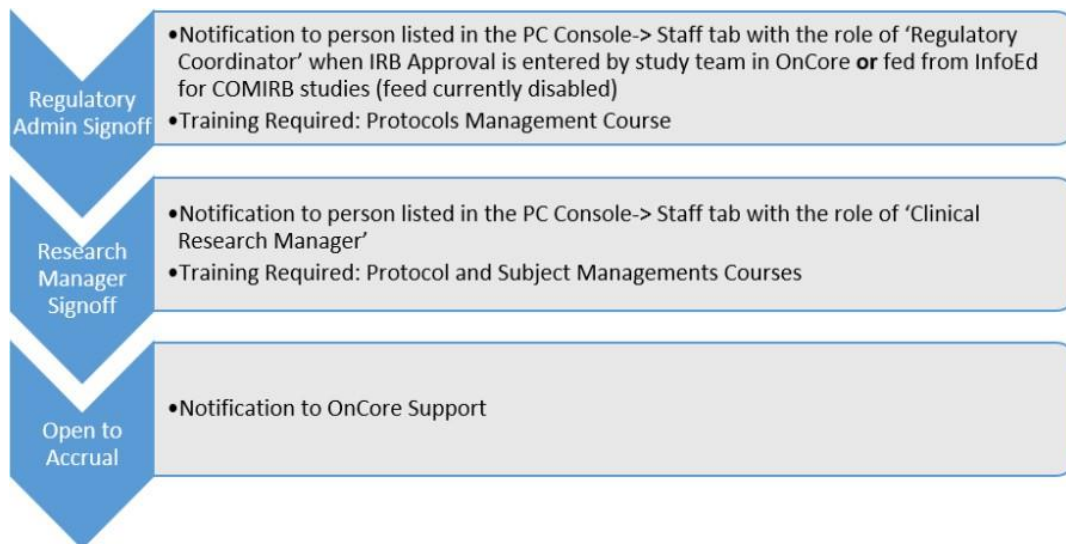 Regulatory
Admin Signoff
•Notification to person listed in the PC Console-> Staff tab with the role of ‘Regulatory
Coordinator’ when IRB Approval is entered by study team in OnCore or fed from InfoEd
for COMIRB studies (feed currently disabled)
•Training Required: Protocols Management Course
Research
Manager
Signoff
•Notification to person listed in the PC Console-> Staff tab with the role of ‘Clinical
Research Manager’
•Training Required: Protocol and Subject Managements Courses
Open to
Accrual
•Notification to OnCore Support